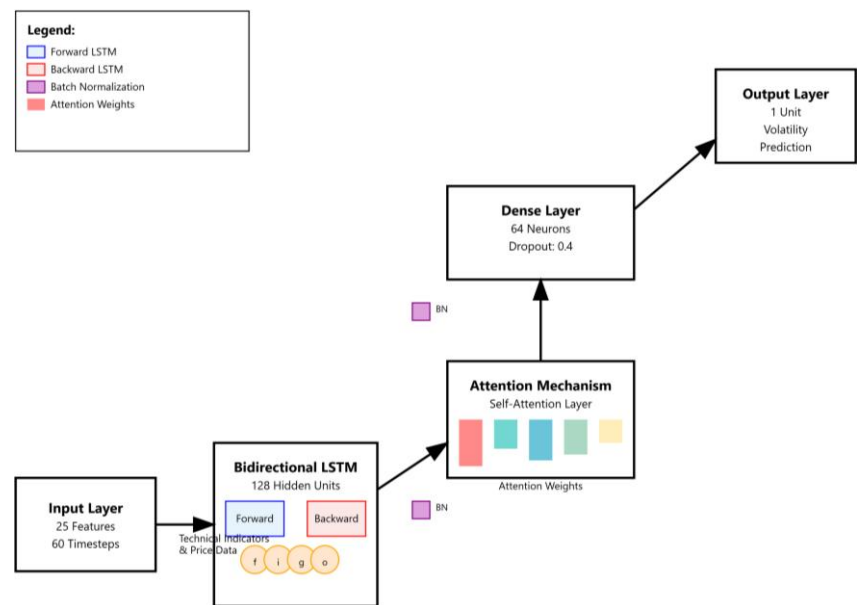 Legend:
Forward LSTM
Backward LSTM
Batch Normalization
Attention Weights
Output Layer
1 Unit
Volatility
Prediction
Dense Layer
64 Neurons
Dropout: 0.4
BN
Attention Mechanism
Self-Attention Layer
Attention Weights
BN
Bidirectional LSTM
128 Hidden Units
Forward
Backward
f i g o
Input Layer
25 Features
60 Timesteps
Technical Indicators
& Price Data